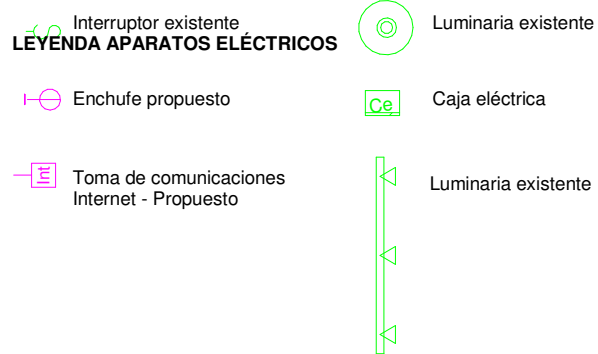 Interruptor existente
Luminaria existente
LEYENDA APARATOS ELÉCTRICOS
Enchufe propuesto
Ce
Caja eléctrica
Int
Toma de comunicaciones
Internet - Propuesto
Luminaria existente